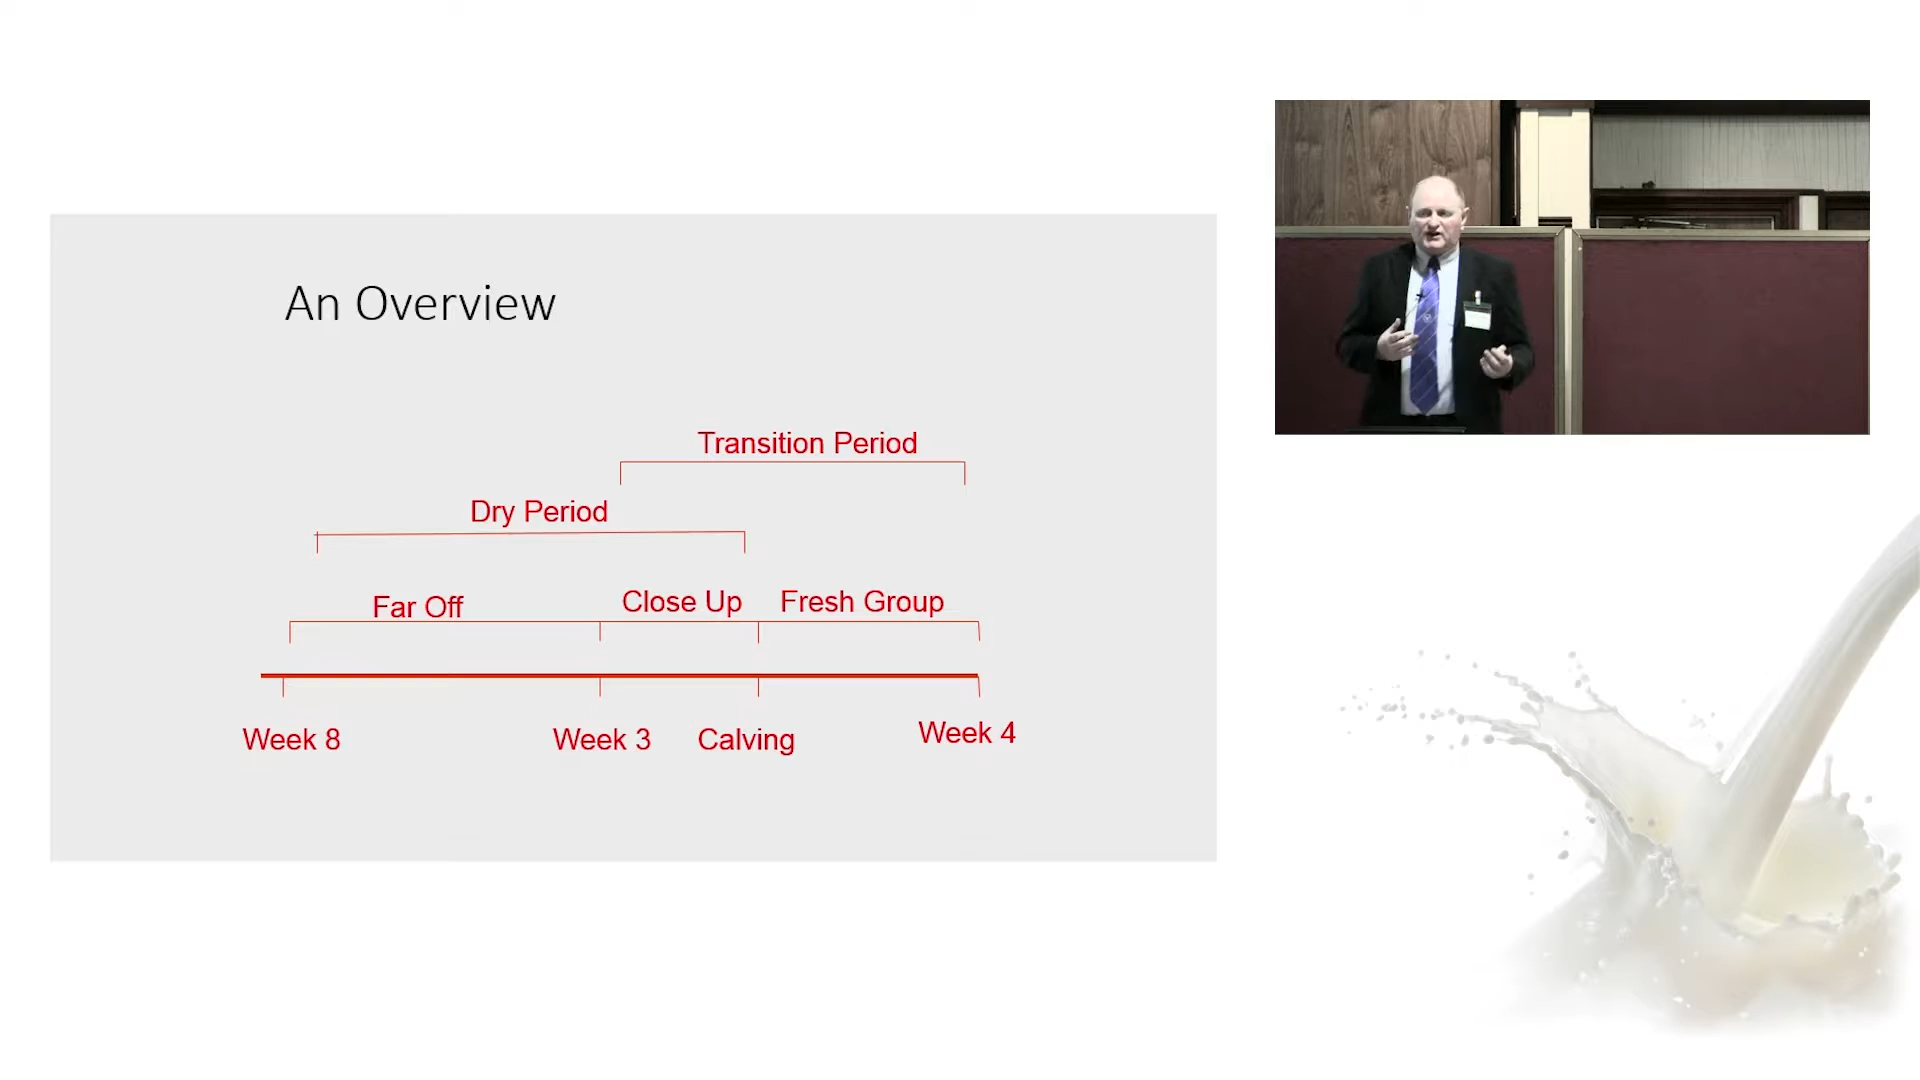 An Overview
Transition Period
Dry Period
Far Off
Close Up
Fresh Group
Week 8
Week 3
Calving
Week 4